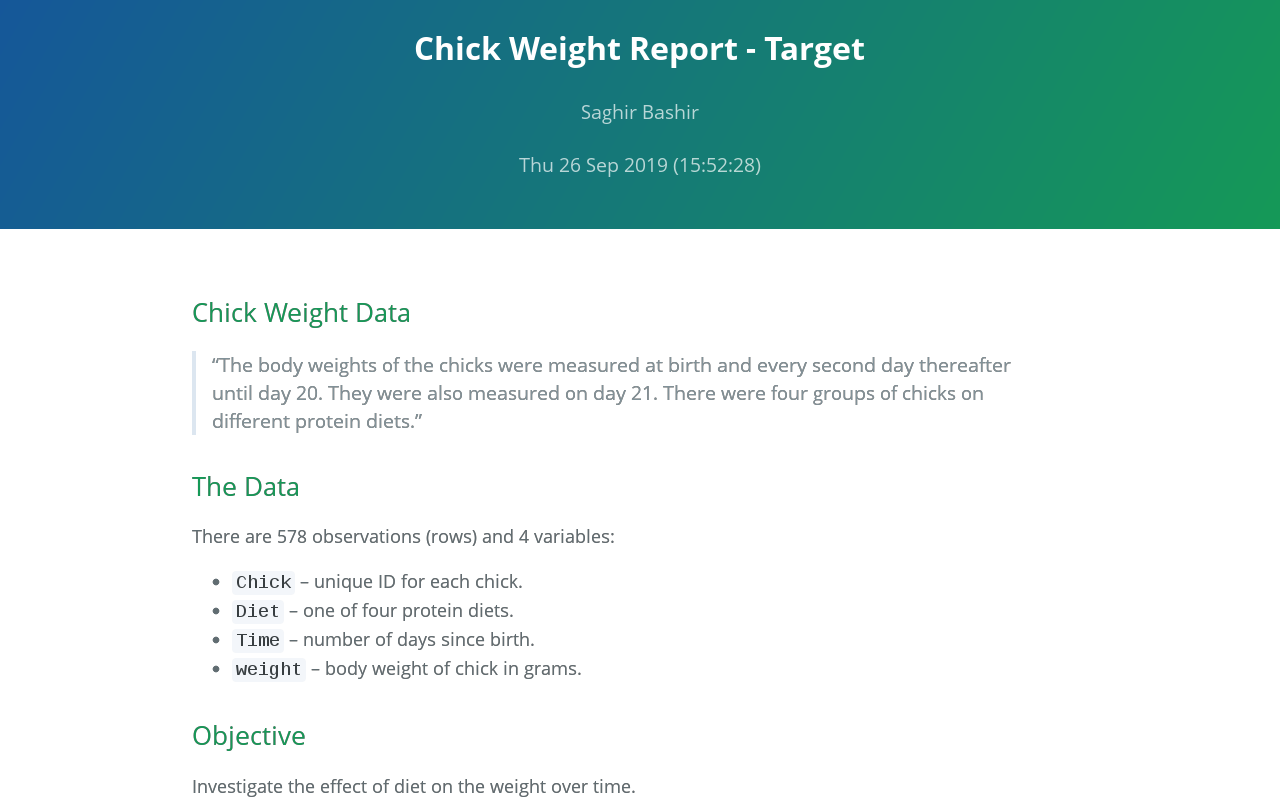 Chick Weight Report - Target
Saghir Bashir
Thu 26 Sep 2019 (15:52:28)
Chick Weight Data
“The body weights of the chicks were measured at birth and every second day thereafter
until day 20. They were also measured on day 21. There were four groups of chicks on
different protein diets.”
The Data
There are 578 observations (rows) and 4 variables:
• Chick – unique ID for each chick.
• Diet – one of four protein diets.
• Time – number of days since birth.
• weight – body weight of chick in grams.
Objective
Investigate the effect of diet on the weight over time.